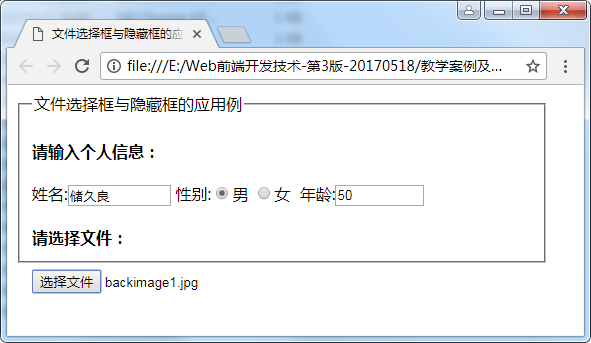 文件选择框与隐藏框的应
file:///E:/Web前端开发技术-第3版-20170518/教学案例及...
文件选择框与隐藏框的应用例
请输入个人信息：
姓名:储久良 性别: 男 女 年龄:50
请选择文件：
选择文件 backimage1.jpg